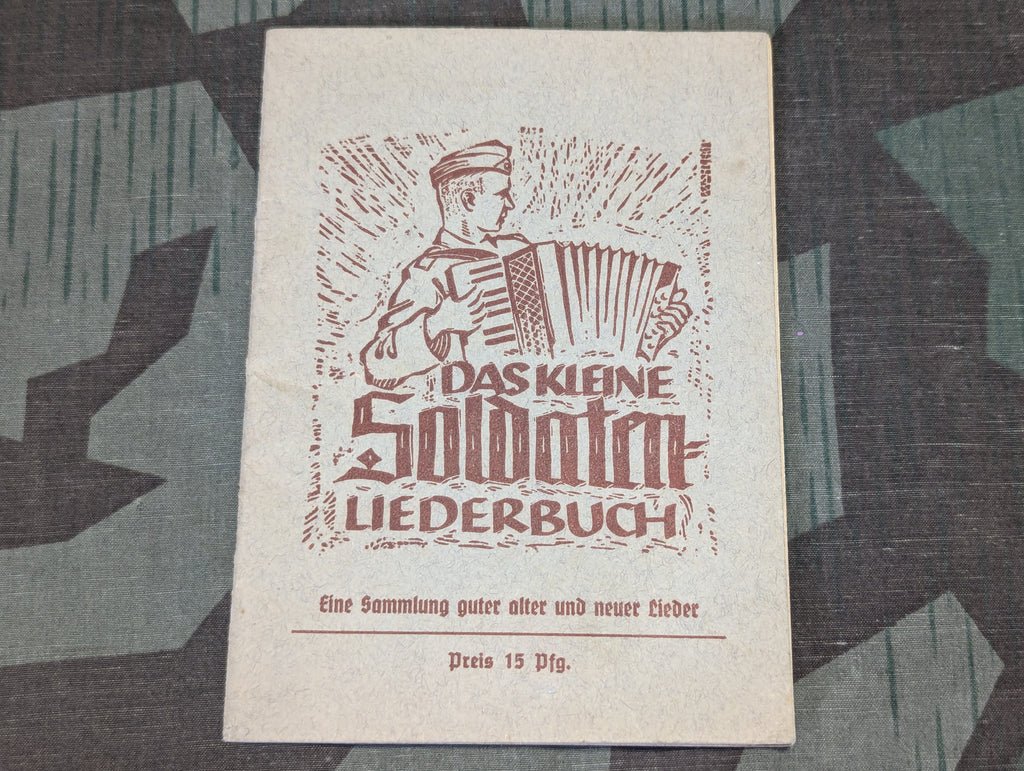 DAS KLEINE
Soldaten-
LIEDERBUCH
Eine Sammlung guter alter und neuer Lieder
Preis 15 Pfg.